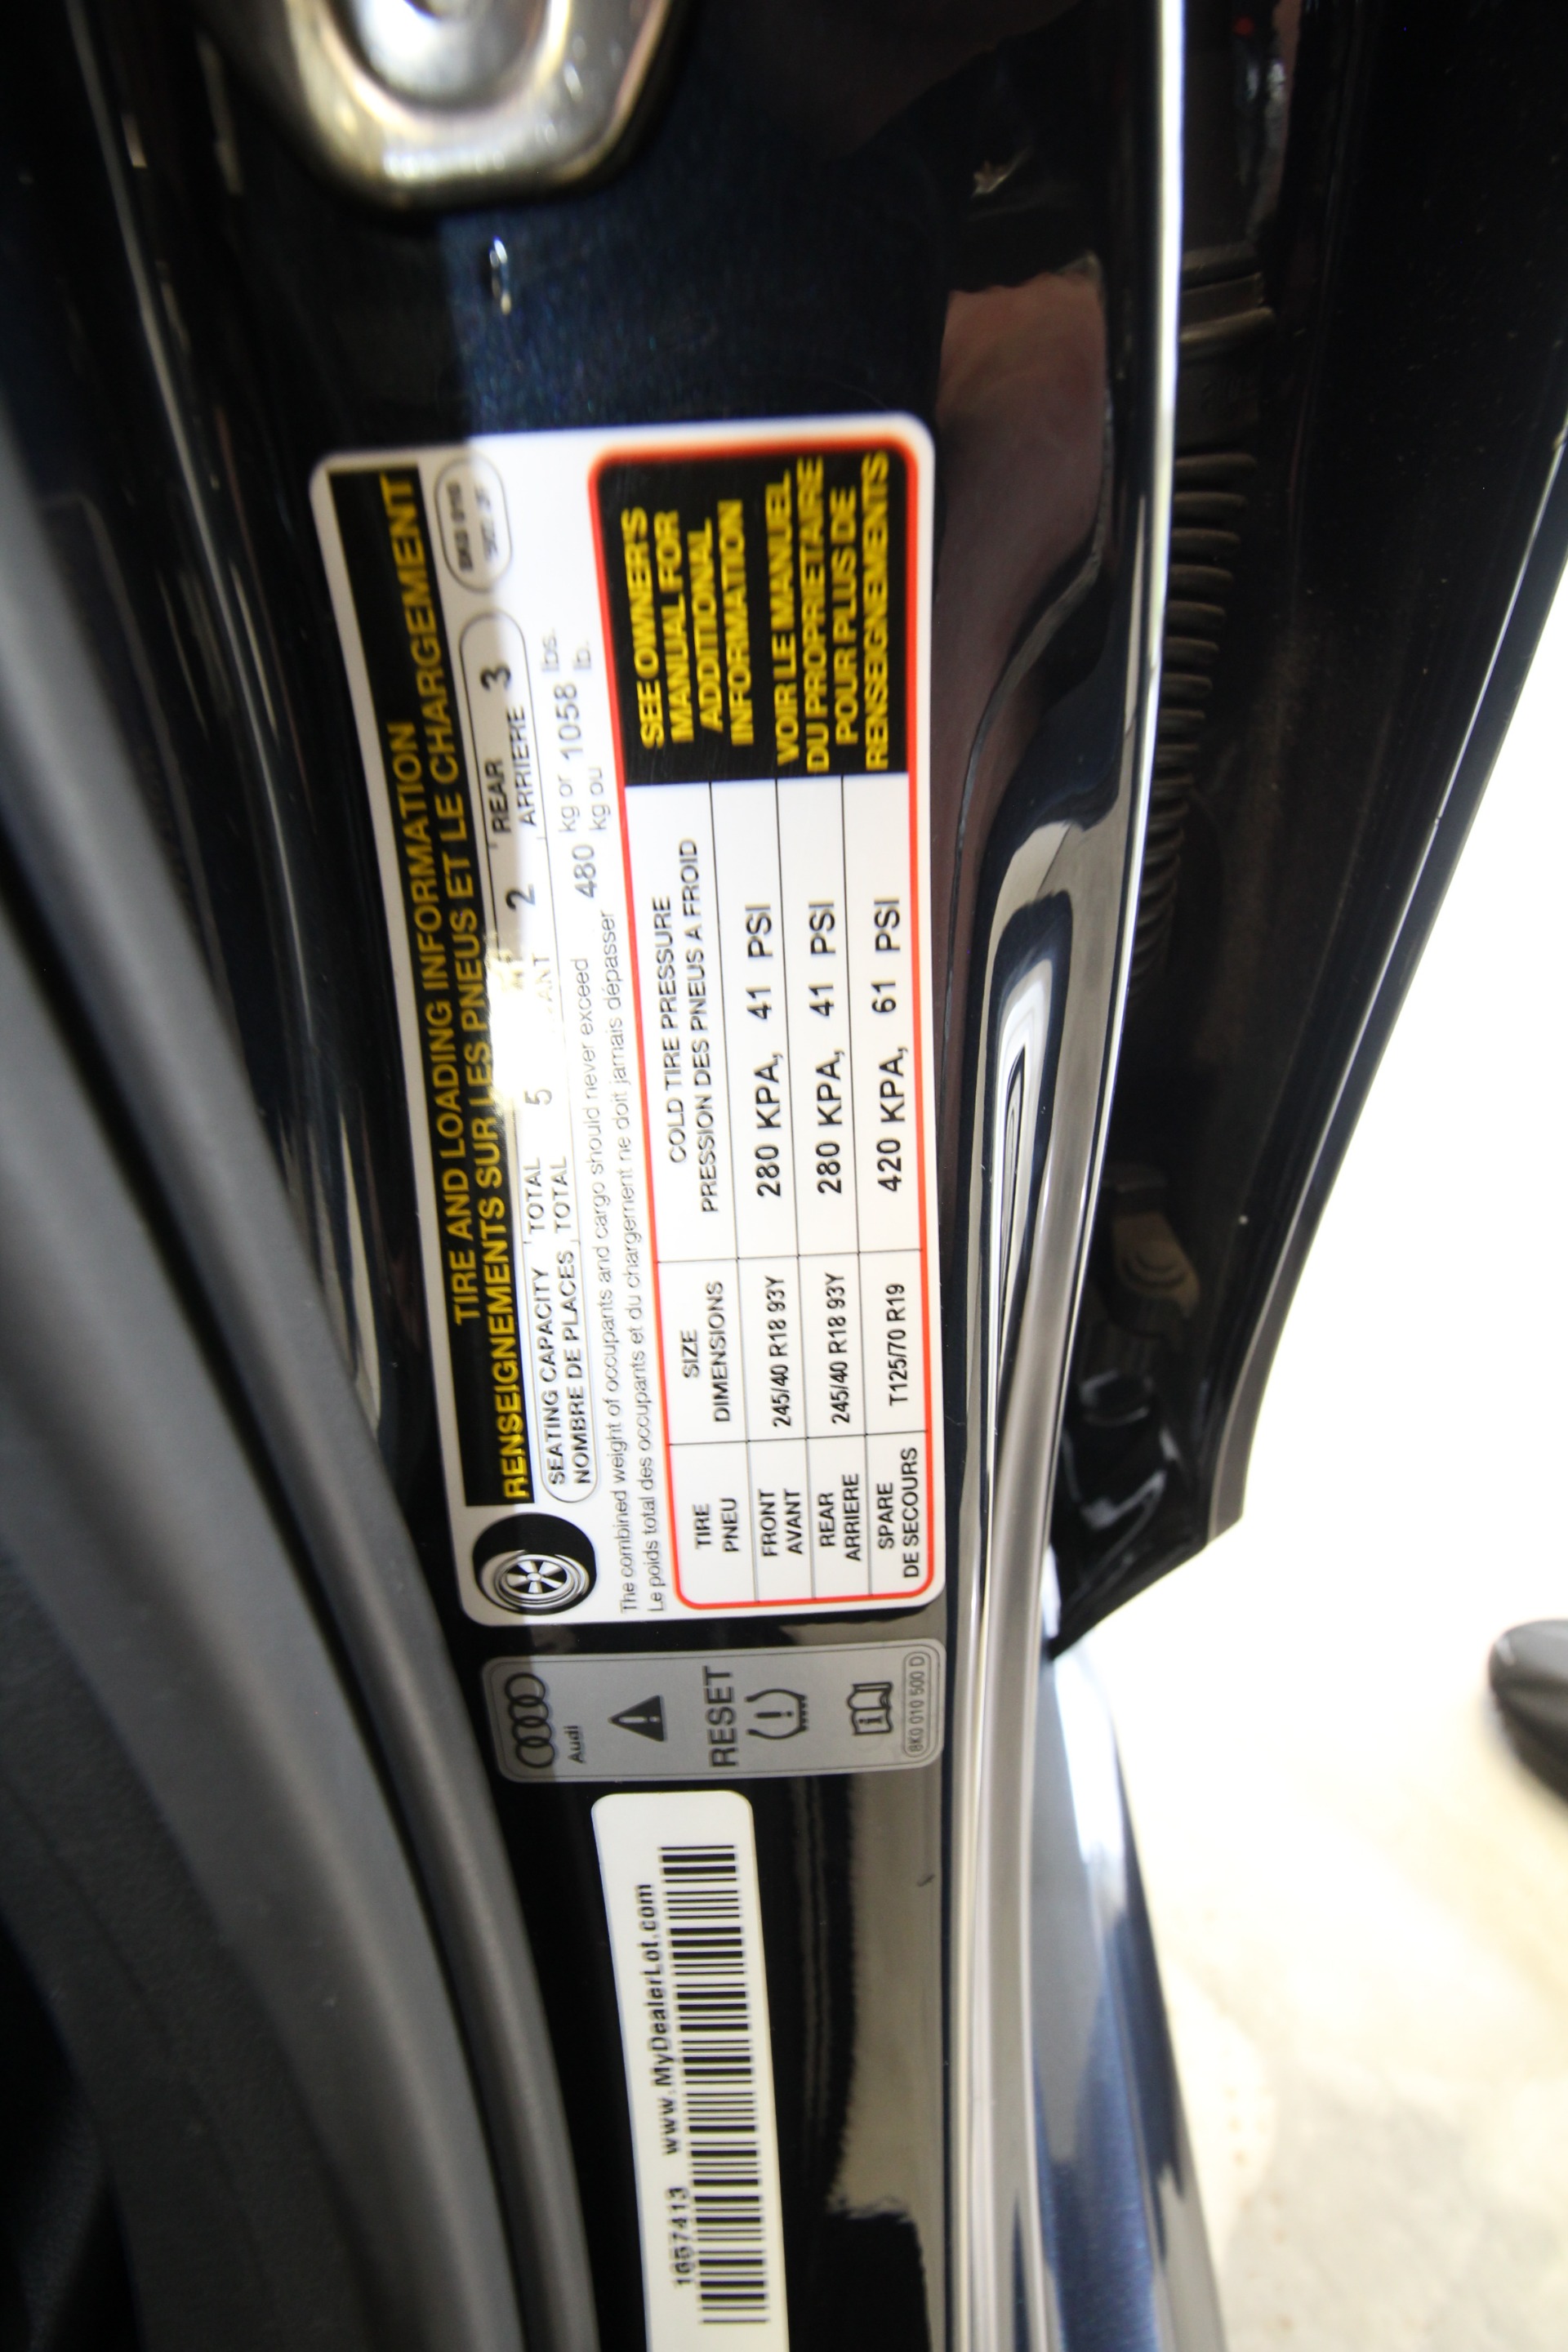 TIRE AND LOADING INFORMATION
RENSEIGNEMENTS SUR LES PNEUS ET LE CHARGEMENT
SEATING CAPACITY TOTAL 5 2 REAR 3
NOMBRE DE PLACES TOTAL ARRIERE
The combined weight of occupants and cargo should never exceed 480 kg or 1058 lbs.
Le poids total des occupants et du chargement ne doit jamais dépasser kg ou lb.
TIRE SIZE COLD TIRE PRESSURE
PNEU DIMENSIONS PRESSION DES PNEUS A FROID
FRONT 245/40 R18 93Y 280 KPA, 41 PSI
AVANT
REAR 245/40 R18 93Y 280 KPA, 41 PSI
ARRIERE
SPARE T125/70 R19 420 KPA, 61 PSI
DE SECOURS
SEE OWNER'S
MANUAL FOR
ADDITIONAL
INFORMATION
VOIR LE MANUEL
DU PROPRIETAIRE
POUR PLUS DE
RENSEIGNEMENTS
Audi
RESET
8K0 010 500 D
1657413 www.MyDealerLot.com